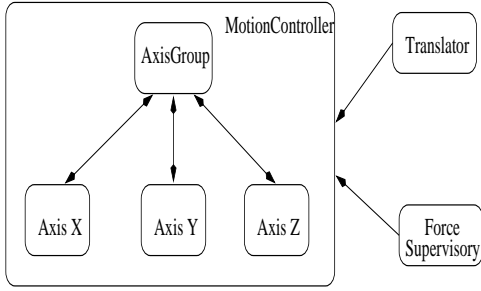 MotionController
AxisGroup
Translator
Axis X
Axis Y
Axis Z
Force
Supervisory